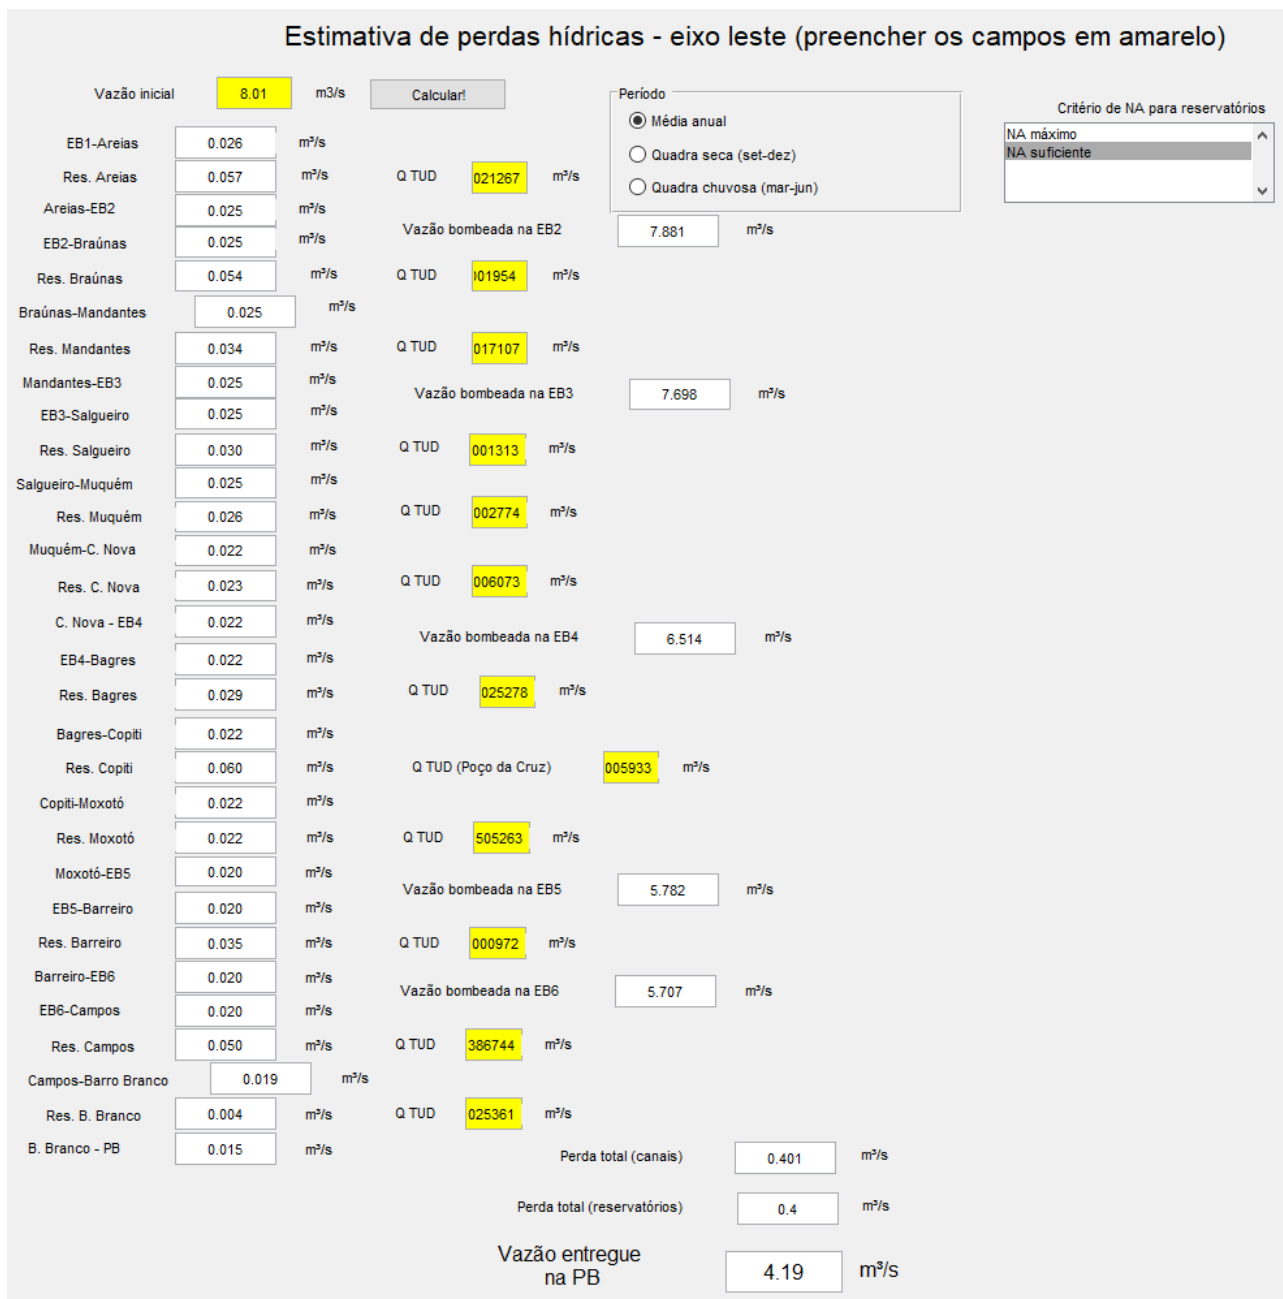 Estimativa de perdas hídricas - eixo leste (preencher os campos em amarelo)
Vazão inicial 8.01 m3/s Calcular!
Período
Média anual
Quadra seca (set-dez)
Quadra chuvosa (mar-jun)
Critério de NA para reservatórios
NA máximo
NA suficiente
EB1-Areias 0.026 m³/s
Res. Areias 0.057 m³/s Q TUD 021267 m³/s
Areias-EB2 0.025 m³/s
Vazão bombeada na EB2 7.881 m³/s
EB2-Braúnas 0.025 m³/s
Res. Braúnas 0.054 m³/s Q TUD 001954 m³/s
Braúnas-Mandantes 0.025 m³/s
Res. Mandantes 0.034 m³/s Q TUD 017107 m³/s
Mandantes-EB3 0.025 m³/s
Vazão bombeada na EB3 7.698 m³/s
EB3-Salgueiro 0.025 m³/s
Res. Salgueiro 0.030 m³/s Q TUD 001313 m³/s
Salgueiro-Muquém 0.025 m³/s
Res. Muquém 0.026 m³/s Q TUD 002774 m³/s
Muquém-C. Nova 0.022 m³/s
Res. C. Nova 0.023 m³/s Q TUD 006073 m³/s
C. Nova - EB4 0.022 m³/s
Vazão bombeada na EB4 6.514 m³/s
EB4-Bagres 0.022 m³/s
Res. Bagres 0.029 m³/s Q TUD 025278 m³/s
Bagres-Copiti 0.022 m³/s
Res. Copiti 0.060 m³/s Q TUD (Poço da Cruz) 005933 m³/s
Copiti-Moxotó 0.022 m³/s
Res. Moxotó 0.022 m³/s Q TUD 505263 m³/s
Moxotó-EB5 0.020 m³/s
Vazão bombeada na EB5 5.782 m³/s
EB5-Barreiro 0.020 m³/s
Res. Barreiro 0.035 m³/s Q TUD 000972 m³/s
Barreiro-EB6 0.020 m³/s
Vazão bombeada na EB6 5.707 m³/s
EB6-Campos 0.020 m³/s
Res. Campos 0.050 m³/s Q TUD 386744 m³/s
Campos-Barro Branco 0.019 m³/s
Res. B. Branco 0.004 m³/s Q TUD 025361 m³/s
B. Branco - PB 0.015 m³/s
Perda total (canais) 0.401 m³/s
Perda total (reservatórios) 0.4 m³/s
Vazão entregue
na PB 4.19 m³/s